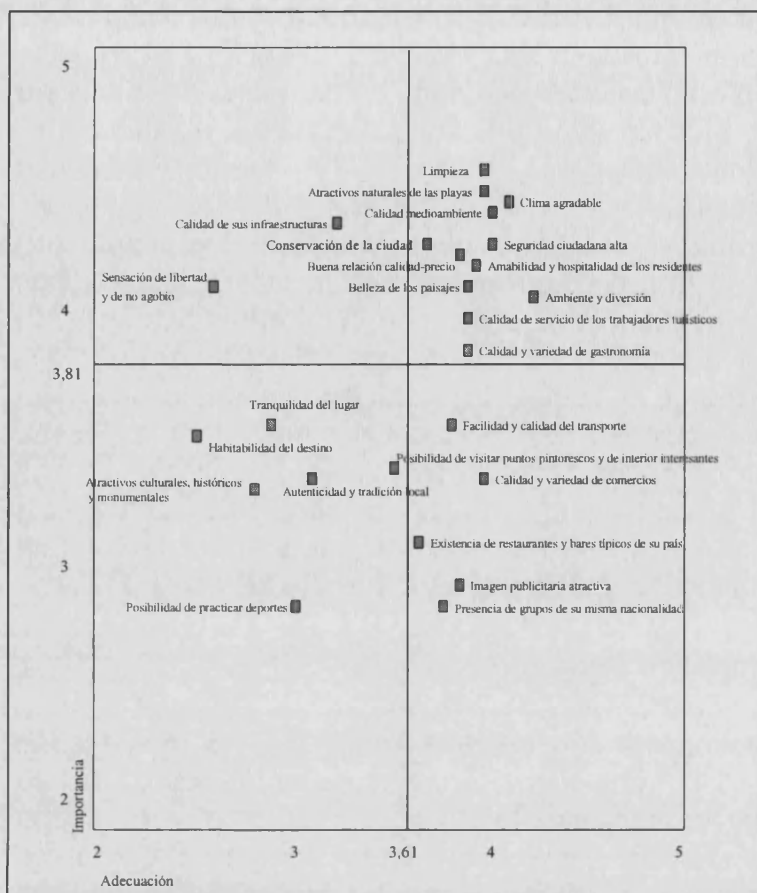 5
Limpieza
Atractivos naturales de las playas
Clima agradable
Calidad medioambiente
Calidad de sus infraestructuras
Conservación de la ciudad
Seguridad ciudadana alta
Buena relación calidad-precio
Amabilidad y hospitalidad de los residentes
Sensación de libertad
y de no agobio
Belleza de los paisajes
Ambiente y diversión
4
Calidad de servicio de los trabajadores turísticos
Calidad y variedad de gastronomía
3,81
Tranquilidad del lugar
Facilidad y calidad del transporte
Habitabilidad del destino
Posibilidad de visitar puntos pintorescos y de interior interesantes
Atractivos culturales, históricos
y monumentales
Autenticidad y tradición local
Calidad y variedad de comercios
3
Existencia de restaurantes y bares típicos de su país
Imagen publicitaria atractiva
Posibilidad de practicar deportes
Presencia de grupos de su misma nacionalidad
2
Importancia
2 3 3,61 4 5
Adecuación